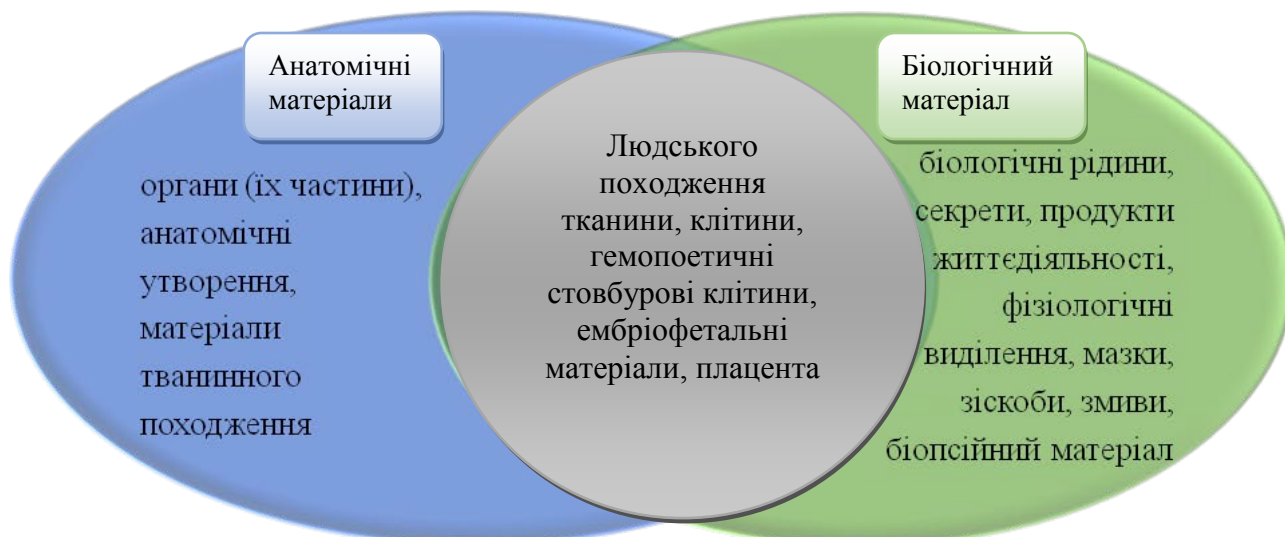 Анатомічні
матеріали
органи (їх частини),
анатомічні
утворення,
матеріали
тванинного
походження
Людського
походження
тканини, клітини,
гемопоетичні
стовбурові клітини,
ембріофетальні
матеріали, плацента
Біологічний
матеріал
біологічні рідини,
секрети, продукти
життєдіяльності,
фізіологічні
виділення, мазки,
зіскоби, змиви,
біопсійний матеріал